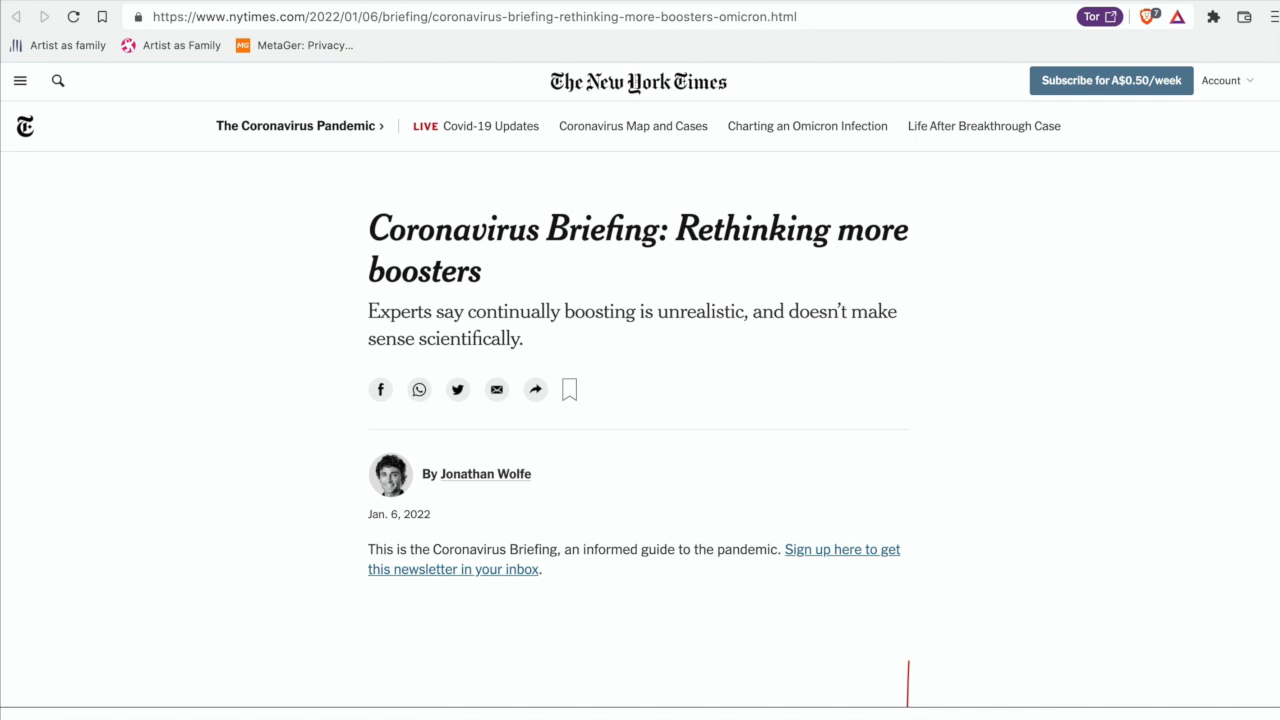 https://www.nytimes.com/2022/01/06/briefing/coronavirus-briefing-rethinking-more-boosters-omicron.html
Tor
7
Artist as family
Artist as Family
MG
MetaGer: Privacy...
The New York Times
Subscribe for A$0.50/week
Account
T
The Coronavirus Pandemic ›
LIVE Covid-19 Updates
Coronavirus Map and Cases
Charting an Omicron Infection
Life After Breakthrough Case
Coronavirus Briefing: Rethinking more
boosters
Experts say continually boosting is unrealistic, and doesn’t make
sense scientifically.
By Jonathan Wolfe
Jan. 6, 2022
This is the Coronavirus Briefing, an informed guide to the pandemic. Sign up here to get
this newsletter in your inbox.